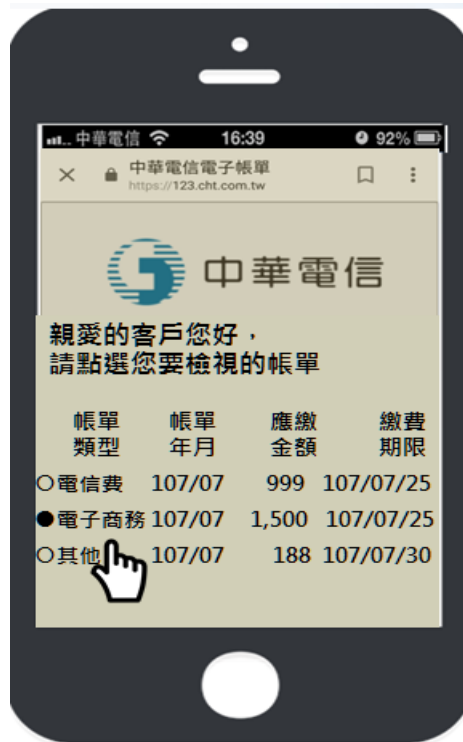 中華電信 16:39 92%
中華電信電子帳單
https://123.cht.com.tw
中華電信
親愛的客戶您好，
請點選您要檢視的帳單
帳單類型 帳單年月 應繳金額 繳費期限
○電信費 107/07 999 107/07/25
●電子商務 107/07 1,500 107/07/25
○其他 107/07 188 107/07/30